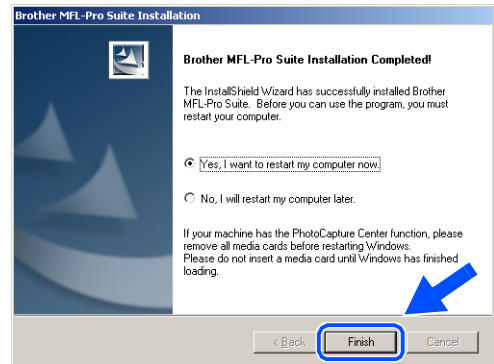 Brother MFL-Pro Suite Installation
Brother MFL-Pro Suite Installation Completed!
The InstallShield Wizard has successfully installed Brother
MFL-Pro Suite. Before you can use the program, you must
restart your computer.
Yes, I want to restart my computer now.
No, I will restart my computer later.
If your machine has the PhotoCapture Center function, please
remove all media cards before restarting Windows.
Please do not insert a media card until Windows has finished
loading.
< Back Finish Cancel